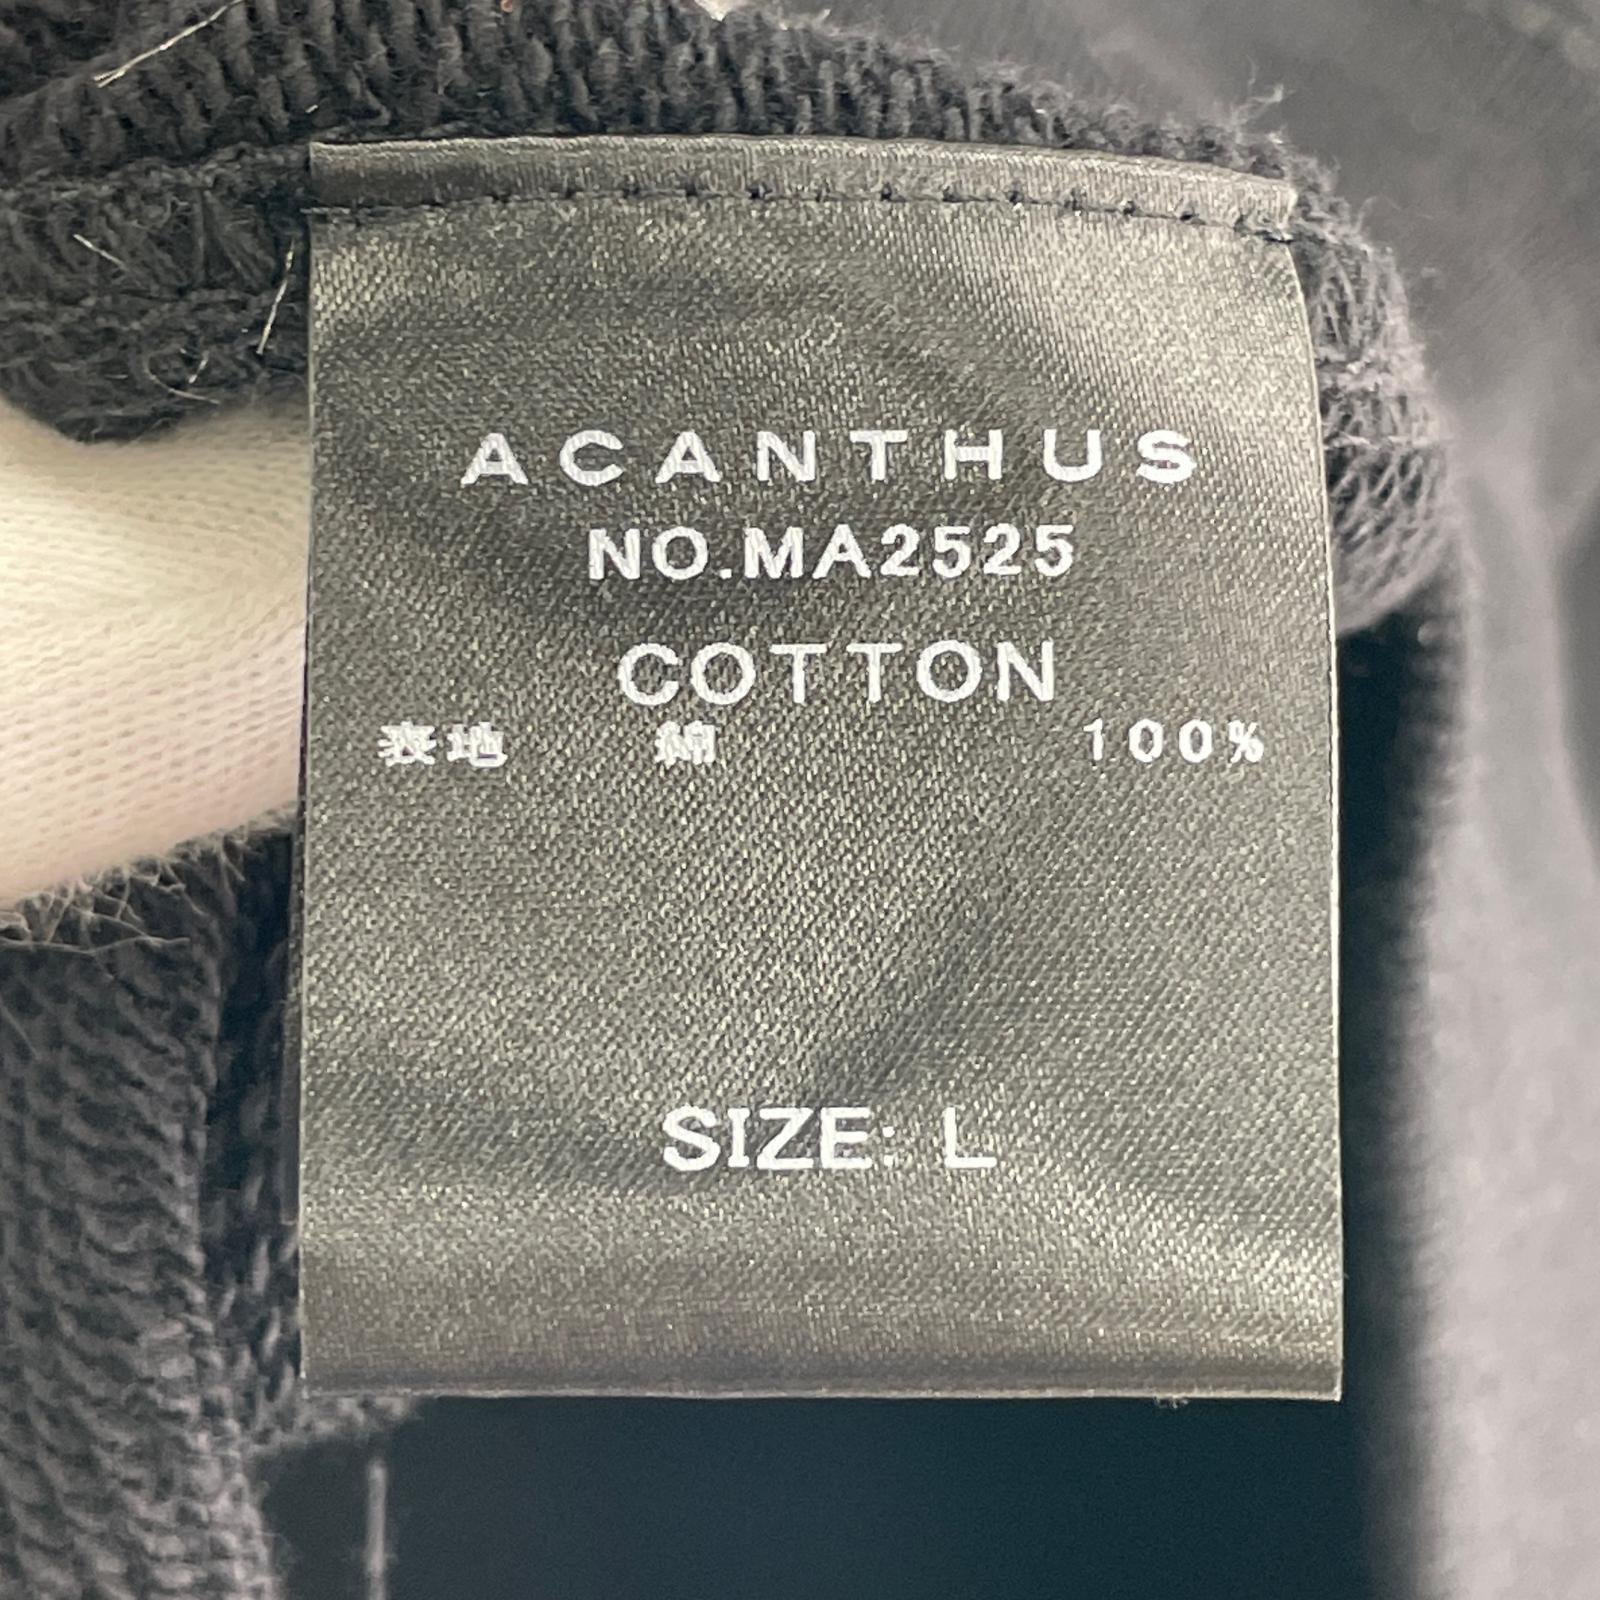 ACANTHUS
NO.MA2525
COTTON
表地 綿 100%
SIZE: L